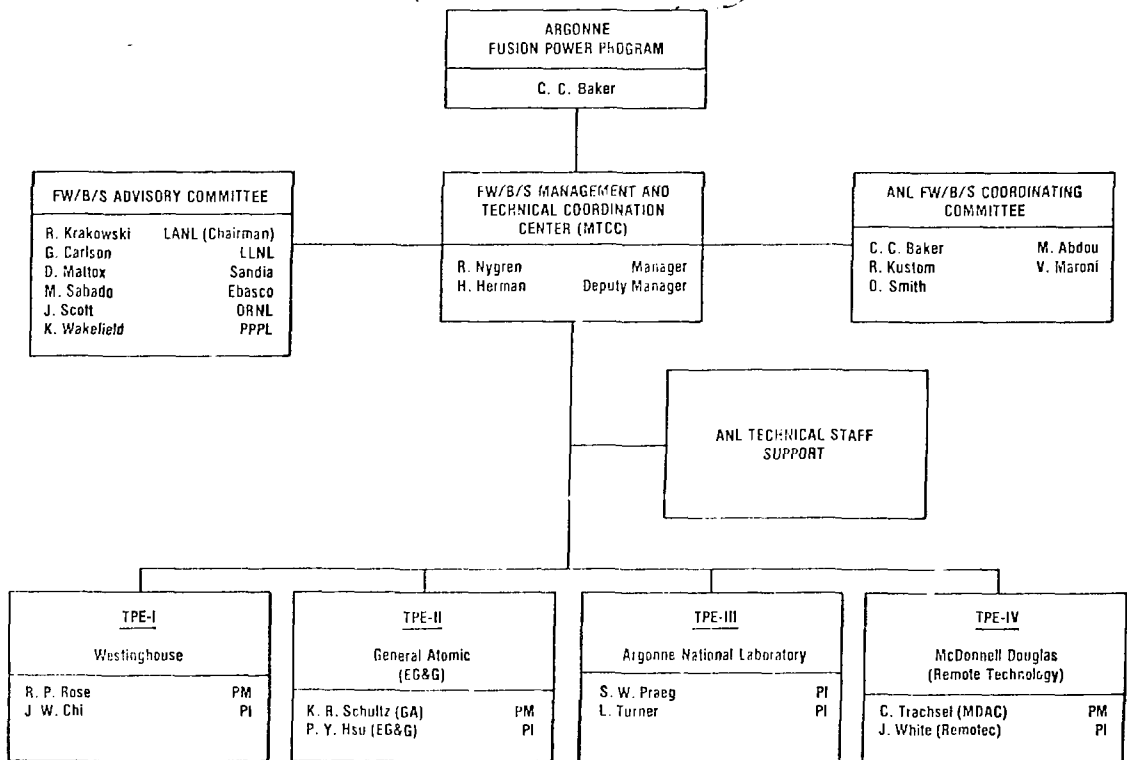 ARGONNE
FUSION POWER PROGRAM
C. C. Baker
FW/B/S ADVISORY COMMITTEE
R. Krakowski LANL (Chairman)
G. Carlson LLNL
D. Mattox Sandia
M. Sabado Ebasco
J. Scott ORNL
K. Wakefield PPPL
FW/B/S MANAGEMENT AND
TECHNICAL COORDINATION
CENTER (MTCC)
R. Nygren Manager
H. Herman Deputy Manager
ANL FW/B/S COORDINATING
COMMITTEE
C. C. Baker M. Abdou
R. Kustom V. Maroni
D. Smith
ANL TECHNICAL STAFF
SUPPORT
TPE-I
Westinghouse
R. P. Rose PM
J. W. Chi PI
TPE-II
General Atomic
(EG&G)
K. R. Schultz (GA) PM
P. Y. Hsu (EG&G) PI
TPE-III
Argonne National Laboratory
S. W. Praeg PI
L. Turner PI
TPE-IV
McDonnell Douglas
(Remote Technology)
C. Trachsel (MDAC) PM
J. White (Remotec) PI